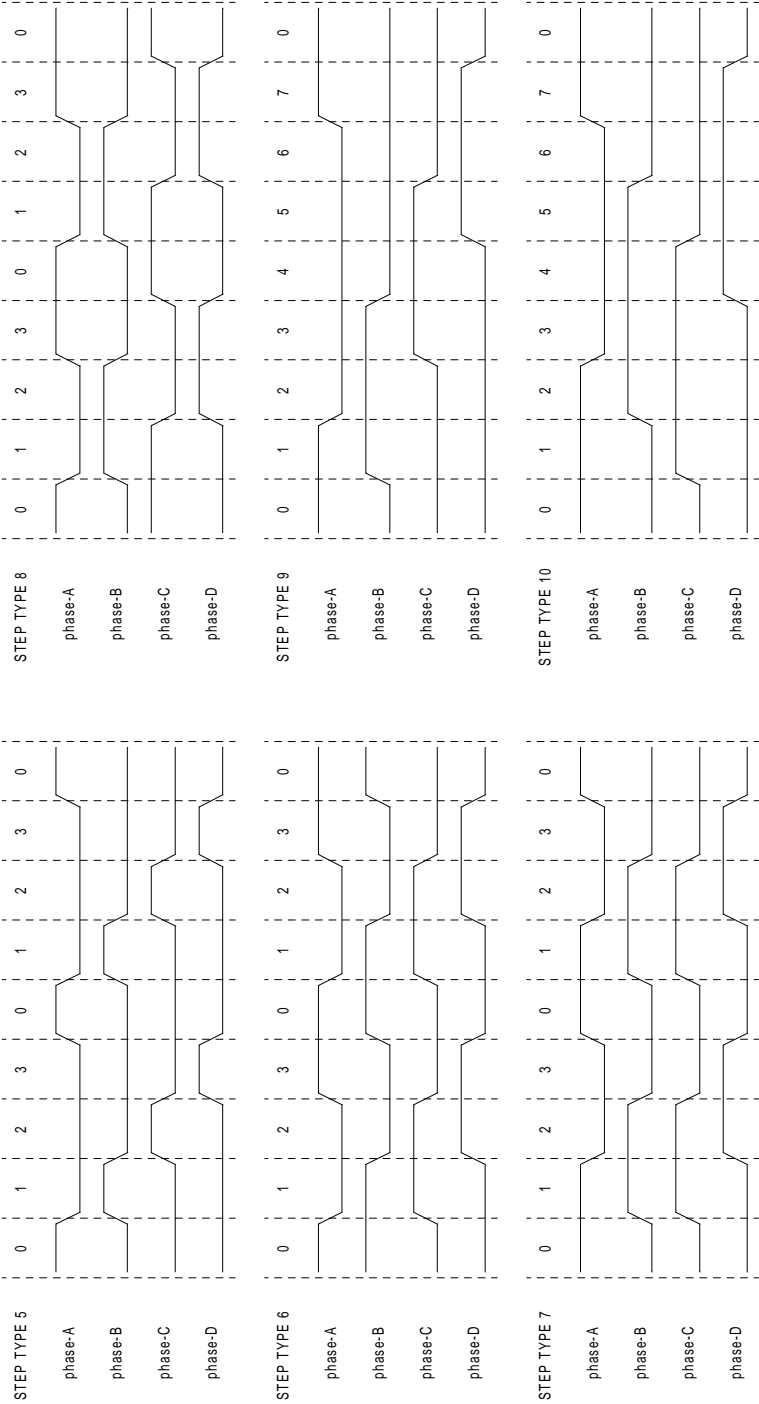 STEP TYPE 5 0 1 2 3 0 1 2 3 0
phase-A
phase-B
phase-C
phase-D
STEP TYPE 6 0 1 2 3 0 1 2 3 0
phase-A
phase-B
phase-C
phase-D
STEP TYPE 7 0 1 2 3 0 1 2 3 0
phase-A
phase-B
phase-C
phase-D
STEP TYPE 8 0 1 2 3 0 1 2 3 0
phase-A
phase-B
phase-C
phase-D
STEP TYPE 9 0 1 2 3 4 5 6 7 0
phase-A
phase-B
phase-C
phase-D
STEP TYPE 10 0 1 2 3 4 5 6 7 0
phase-A
phase-B
phase-C
phase-D